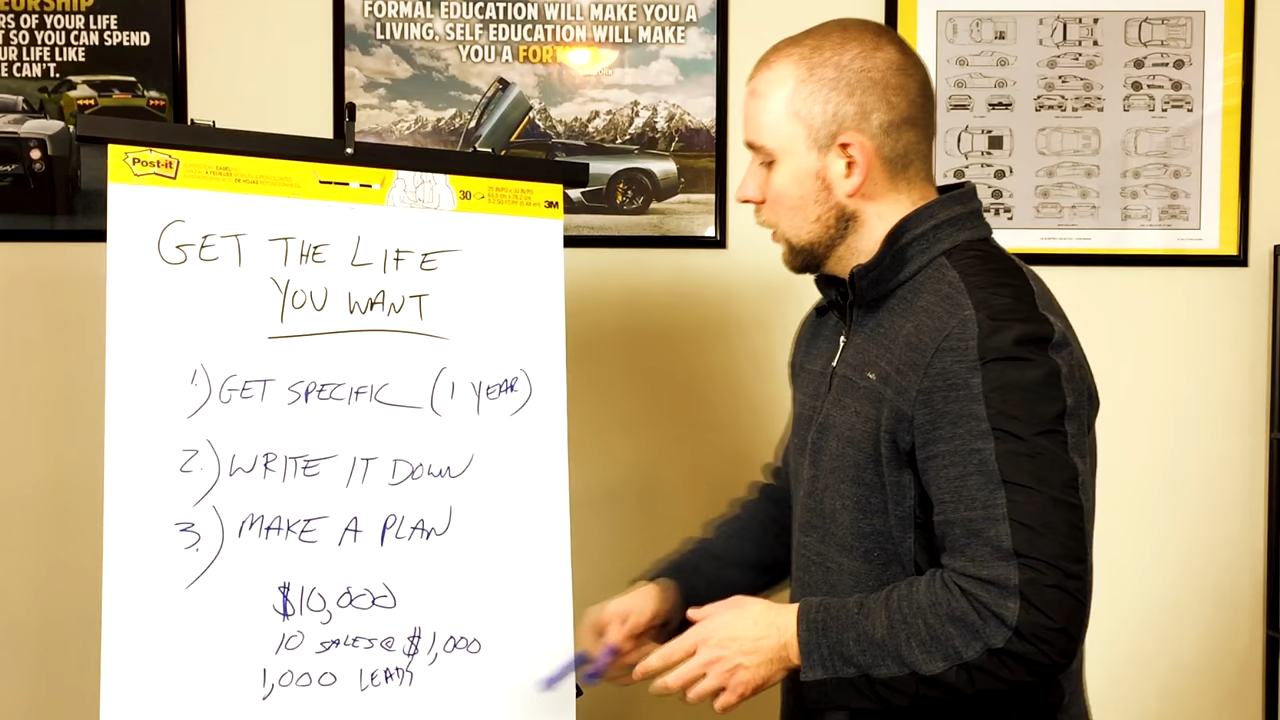 EURSHIP
RS OF YOUR LIFE
T SO YOU CAN SPEND
UR LIFE LIKE
E CAN'T.
FORMAL EDUCATION WILL MAKE YOU A
LIVING, SELF EDUCATION WILL MAKE
YOU A FORT
Post-it
30
3M
GET THE LIFE
YOU WANT
1.) GET SPECIFIC (1 YEAR)
2.) WRITE IT DOWN
3.) MAKE A PLAN
$10,000
10 SALES @ $1,000
1,000 LEADS